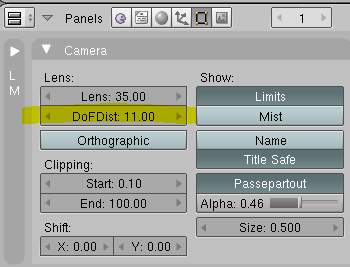 Panels
1
Camera
L
M
Lens: Show:
Lens: 35.00 Limits
DoFDist: 11.00 Mist
Orthographic Name
Clipping: Title Safe
Start: 0.10 Passepartout
End: 100.00 Alpha: 0.46
Shift:
X: 0.00 Y: 0.00 Size: 0.500